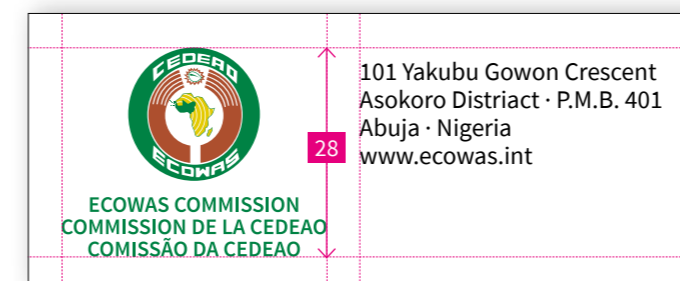 CEDEAO
ECOWAS
ECOWAS COMMISSION
COMMISSION DE LA CEDEAO
COMISSÃO DA CEDEAO
28
101 Yakubu Gowon Crescent
Asokoro Distriact · P.M.B. 401
Abuja · Nigeria
www.ecowas.int